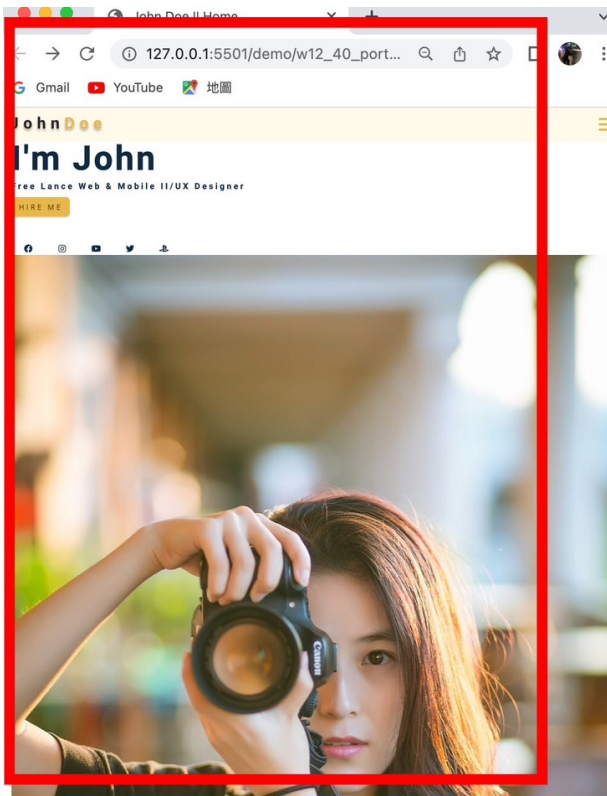 John Doe II Home
127.0.0.1:5501/demo/w12_40_port...
Gmail YouTube 地圖
JohnDoe
I'm John
Free Lance Web & Mobile II/UX Designer
HIRE ME
Canon